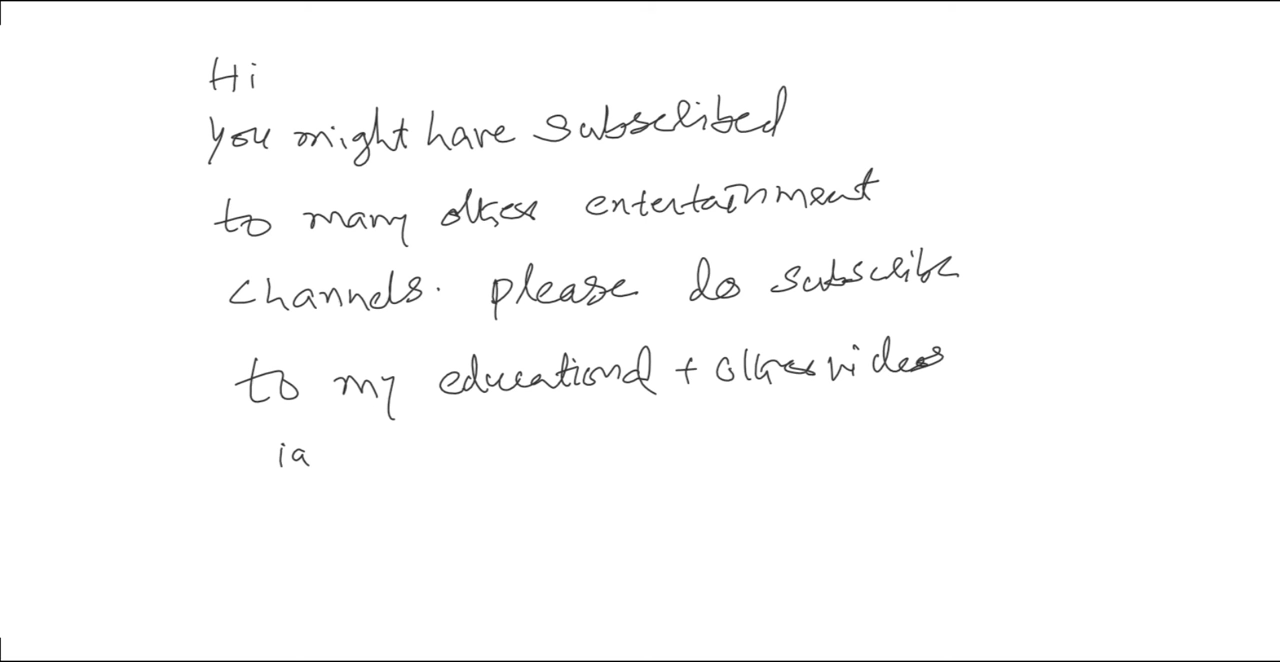 Hi
you might have subscribed
to many other entertainment
channels. please do subscribe
to my educational + other videos
ia